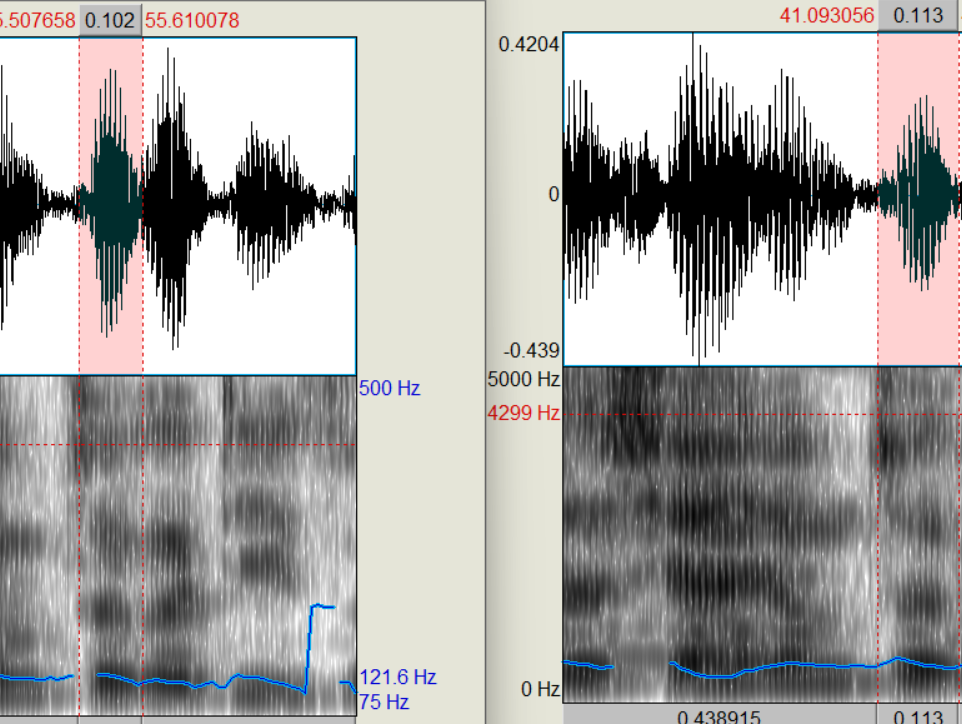 5.507658 0.102 55.610078
500 Hz
121.6 Hz
75 Hz
41.093056 0.113
0.4204
0
-0.439
5000 Hz
4299 Hz
0 Hz
0.438915 0.113